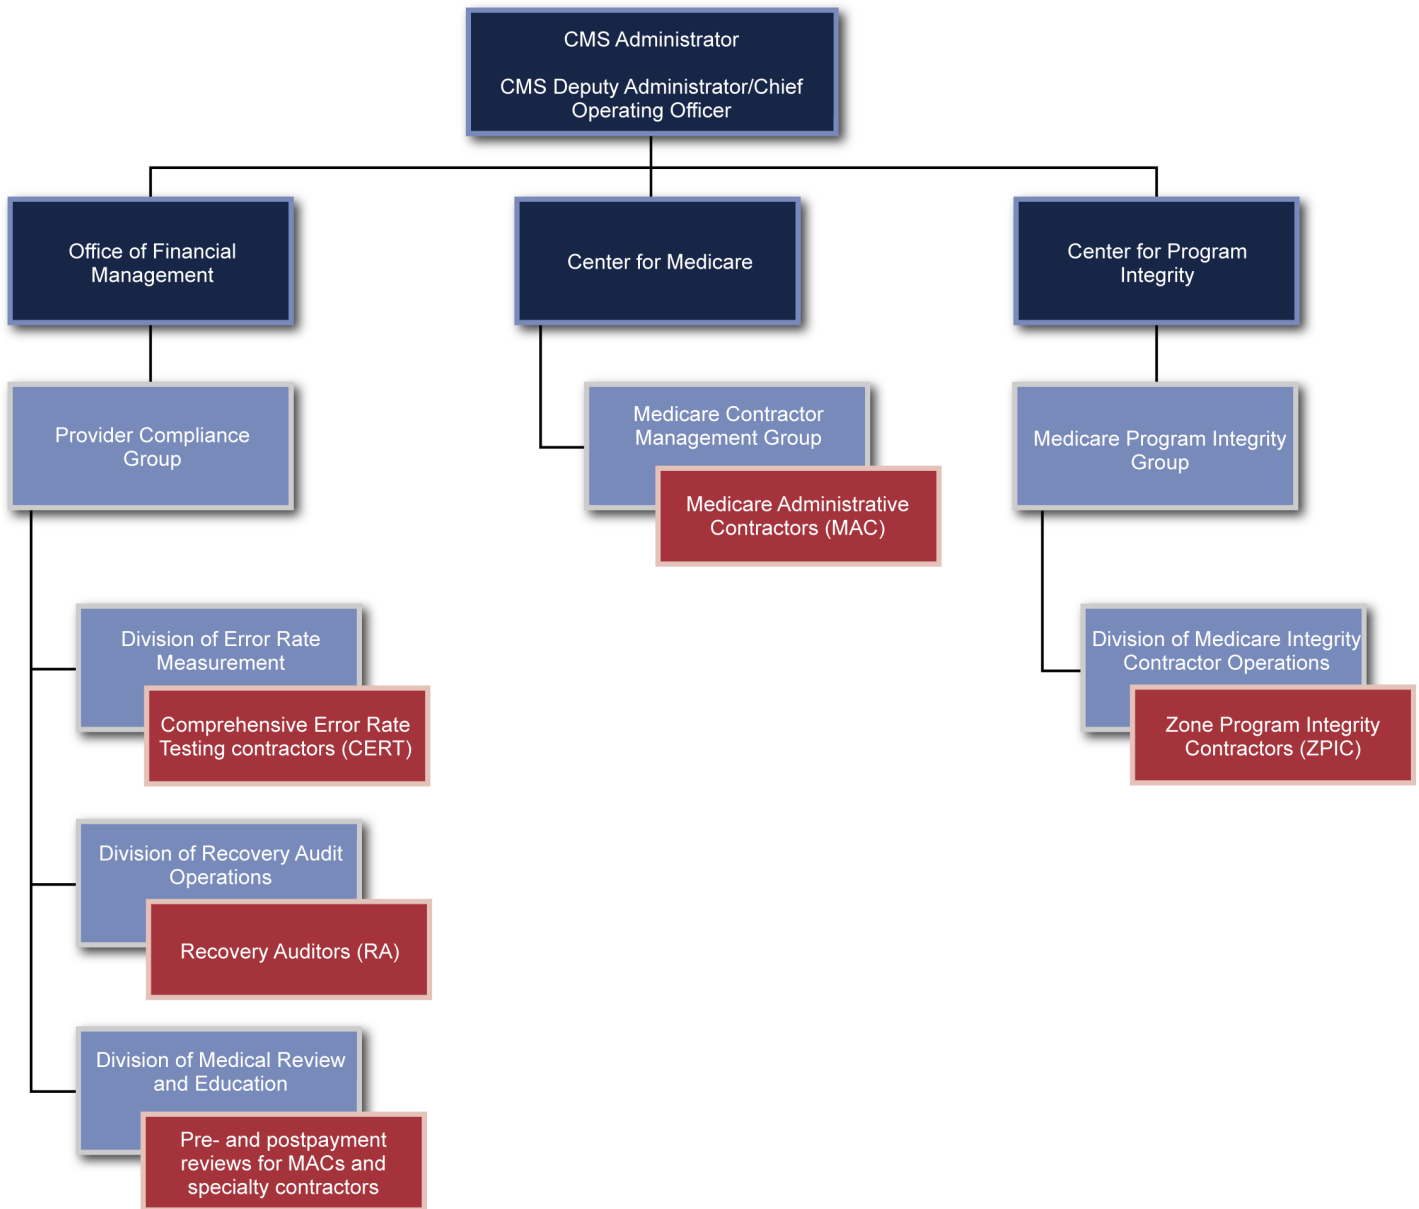 CMS Administrator
CMS Deputy Administrator/Chief
Operating Officer
Office of Financial
Management
Center for Medicare
Center for Program
Integrity
Provider Compliance
Group
Medicare Contractor
Management Group
Medicare Administrative
Contractors (MAC)
Medicare Program Integrity
Group
Division of Error Rate
Measurement
Comprehensive Error Rate
Testing contractors (CERT)
Division of Medicare Integrity
Contractor Operations
Zone Program Integrity
Contractors (ZPIC)
Division of Recovery Audit
Operations
Recovery Auditors (RA)
Division of Medical Review
and Education
Pre- and postpayment
reviews for MACs and
specialty contractors